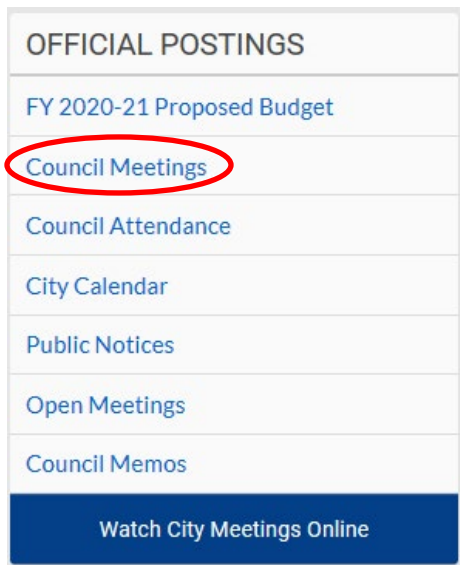 OFFICIAL POSTINGS
FY 2020-21 Proposed Budget
Council Meetings
Council Attendance
City Calendar
Public Notices
Open Meetings
Council Memos
Watch City Meetings Online